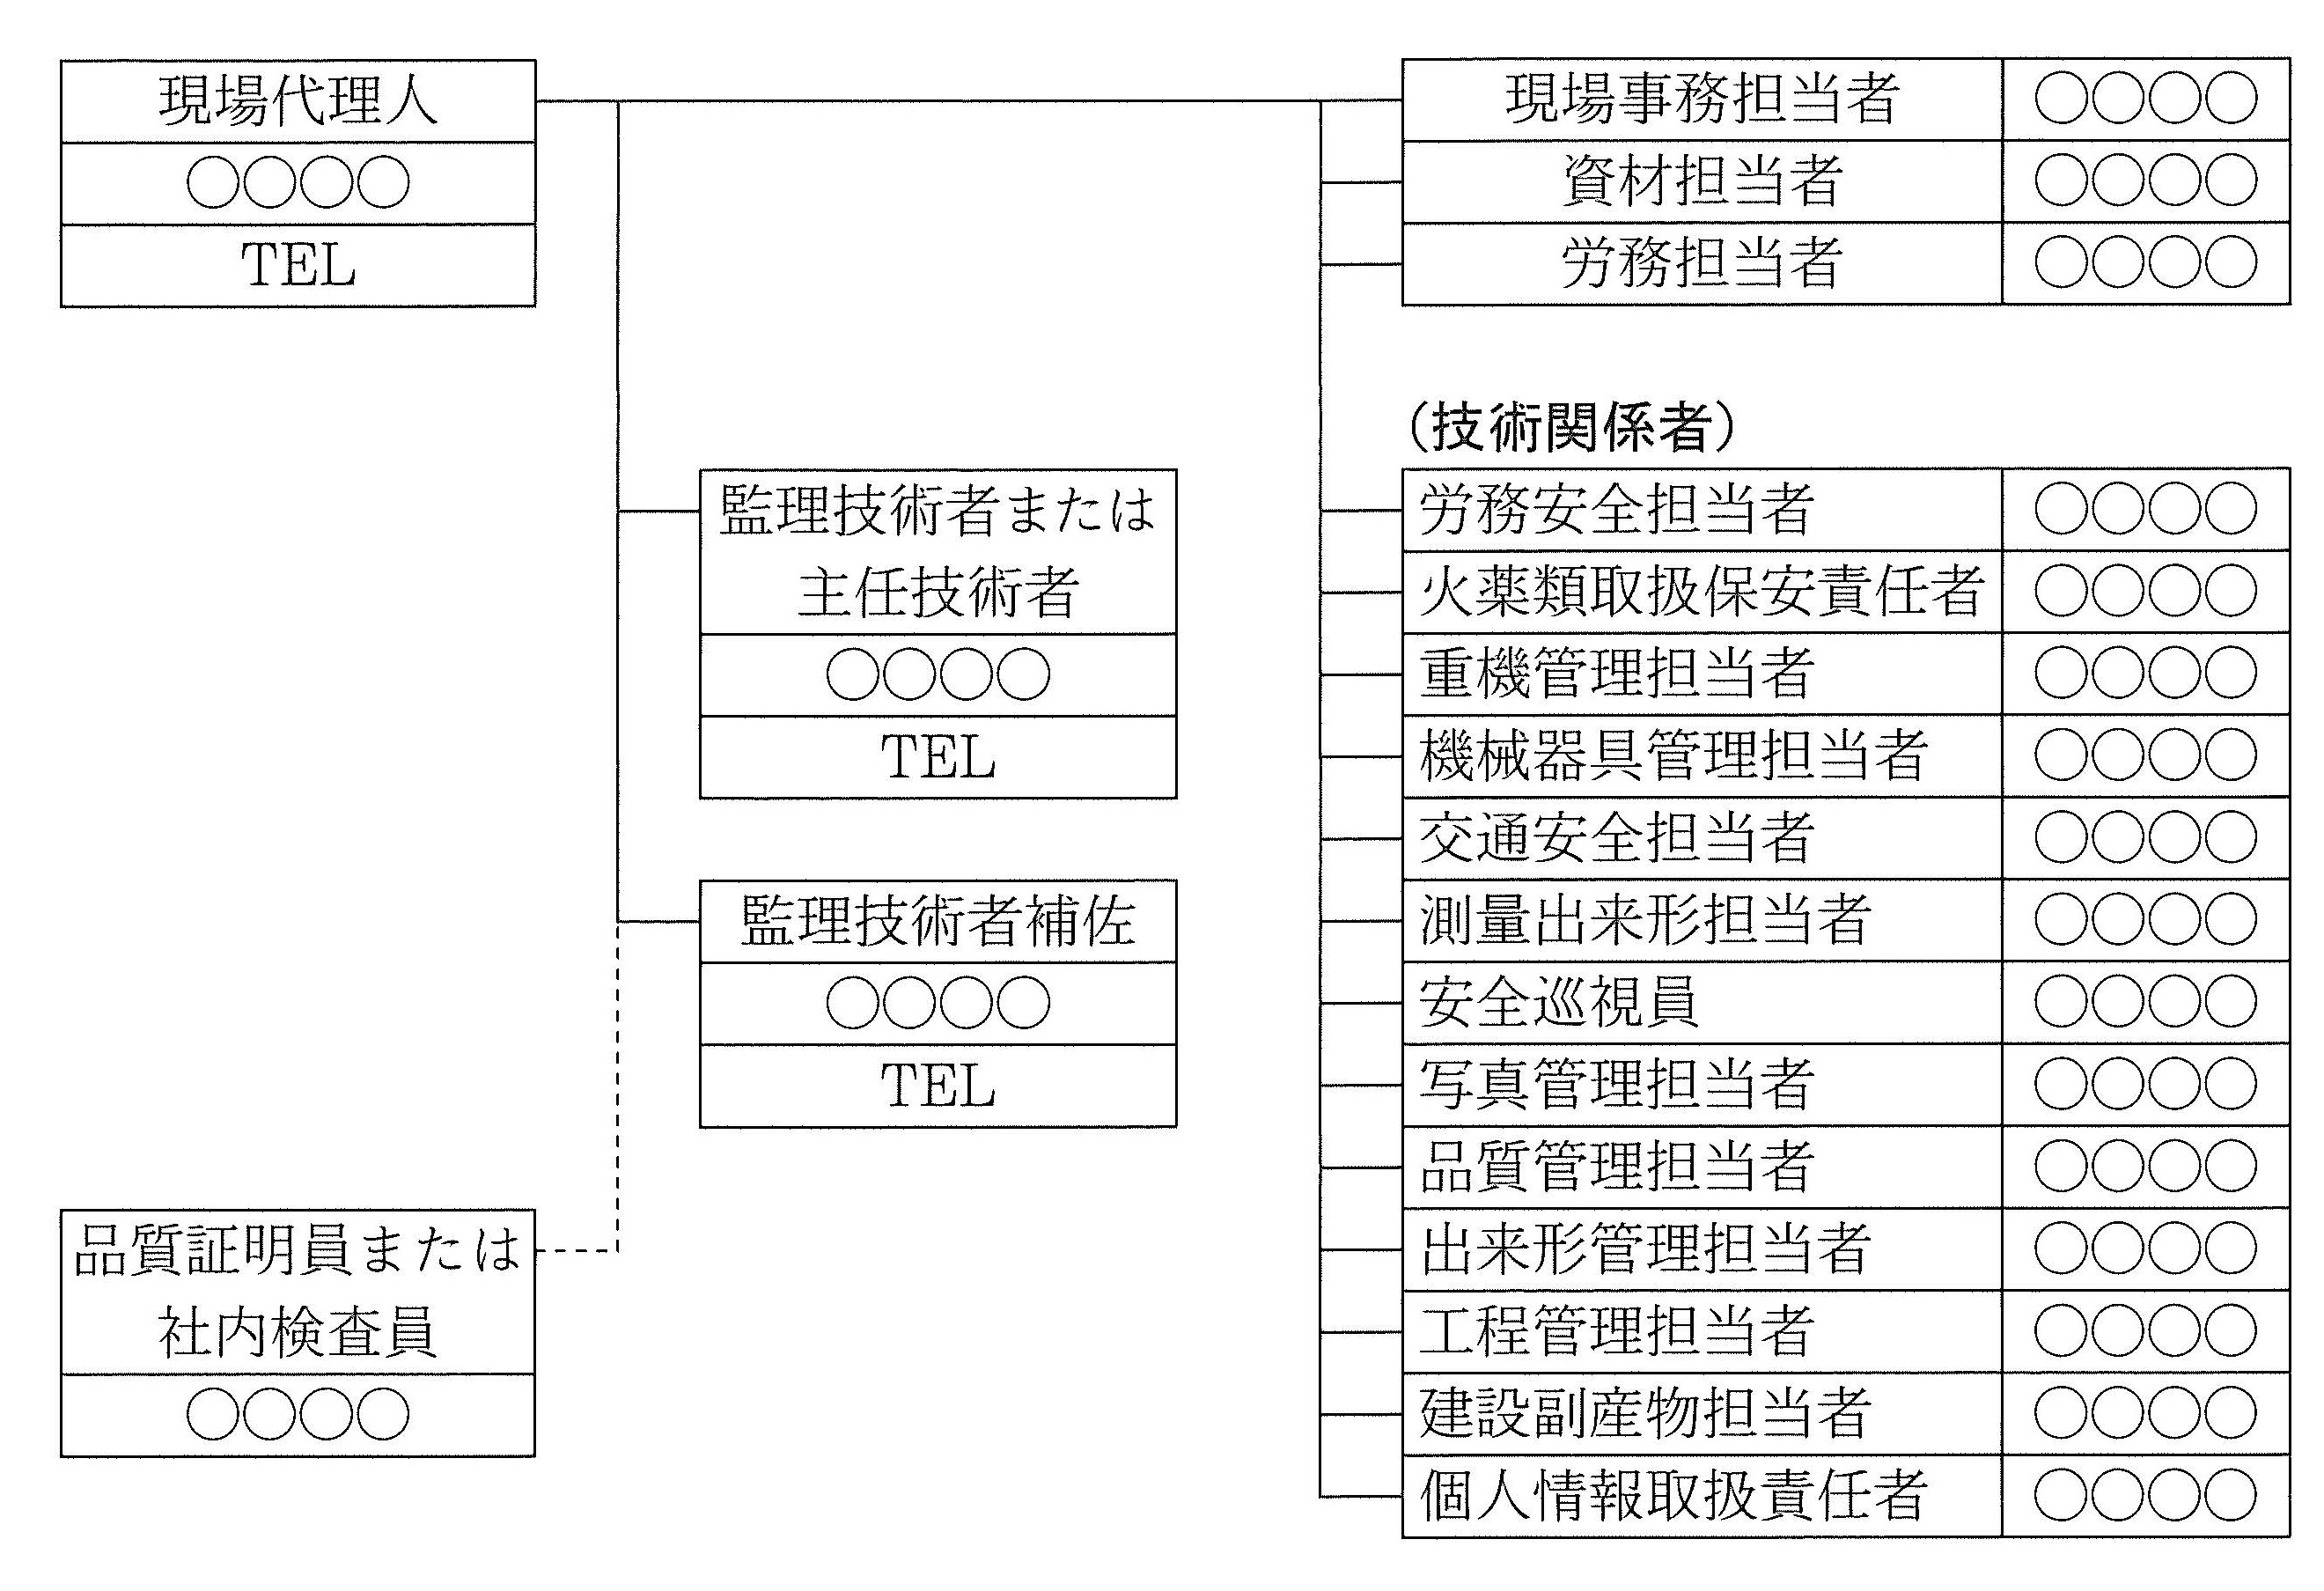 現場代理人
○○○○
TEL
監理技術者または
主任技術者
○○○○
TEL
監理技術者補佐
○○○○
TEL
品質証明員または
社内検査員
○○○○
現場事務担当者 ○○○○
資材担当者 ○○○○
労務担当者 ○○○○
(技術関係者)
労務安全担当者 ○○○○
火薬類取扱保安責任者 ○○○○
重機管理担当者 ○○○○
機械器具管理担当者 ○○○○
交通安全担当者 ○○○○
測量出来形担当者 ○○○○
安全巡視員 ○○○○
写真管理担当者 ○○○○
品質管理担当者 ○○○○
出来形管理担当者 ○○○○
工程管理担当者 ○○○○
建設副産物担当者 ○○○○
個人情報取扱責任者 ○○○○